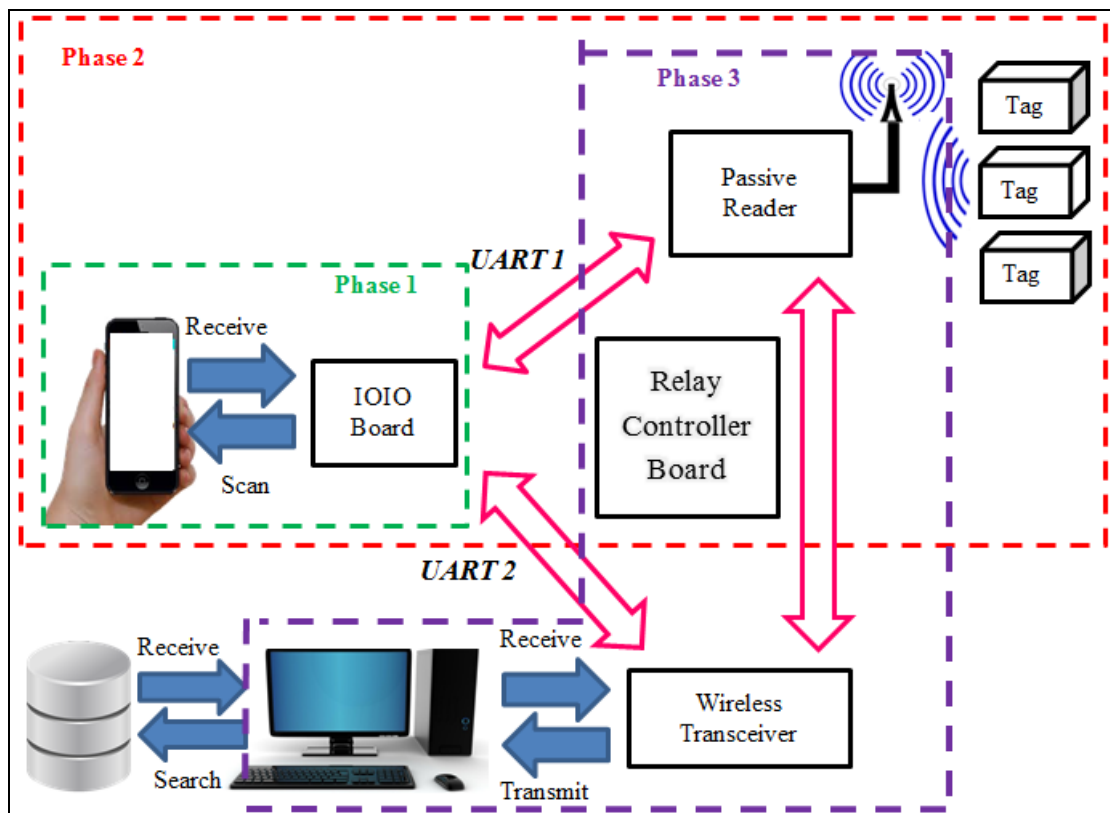 Phase 2
Phase 3
Tag
Passive
Reader
Tag
UART 1
Tag
Phase 1
Receive
IOIO
Board
Scan
Relay
Controller
Board
UART 2
Receive
Receive
Wireless
Transceiver
Search
Transmit